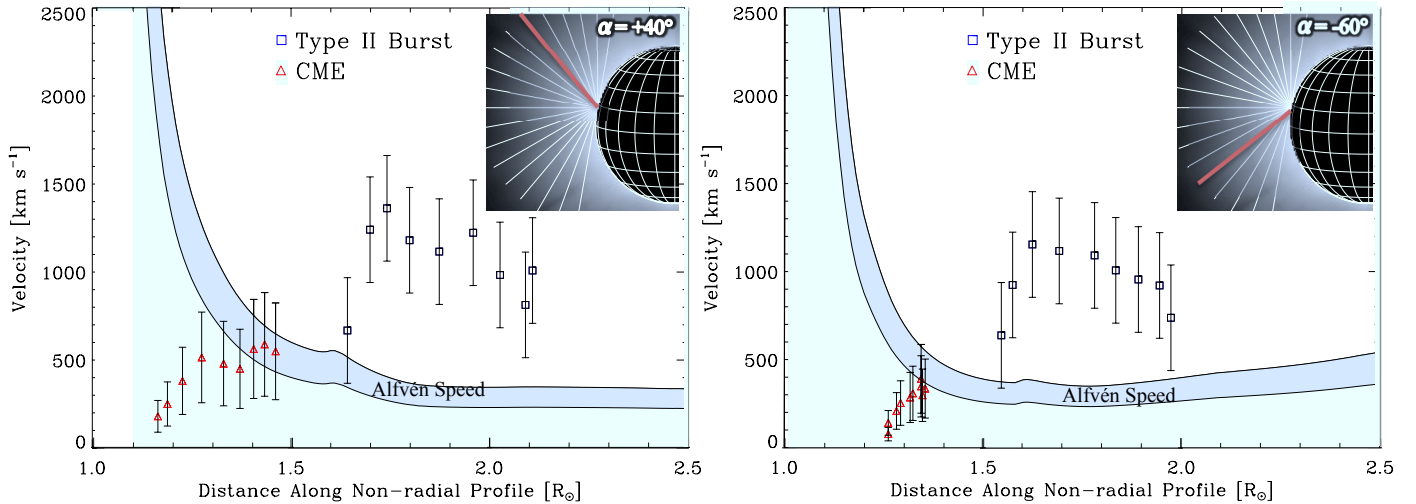 2500
2000
1500
1000
500
0
Velocity [km s⁻¹]
Type II Burst
CME
α = +40°
Alfvén Speed
1.0 1.5 2.0 2.5
Distance Along Non-radial Profile [R☉]
2500
2000
1500
1000
500
0
Velocity [km s⁻¹]
Type II Burst
CME
α = -60°
Alfvén Speed
1.0 1.5 2.0 2.5
Distance Along Non-radial Profile [R☉]